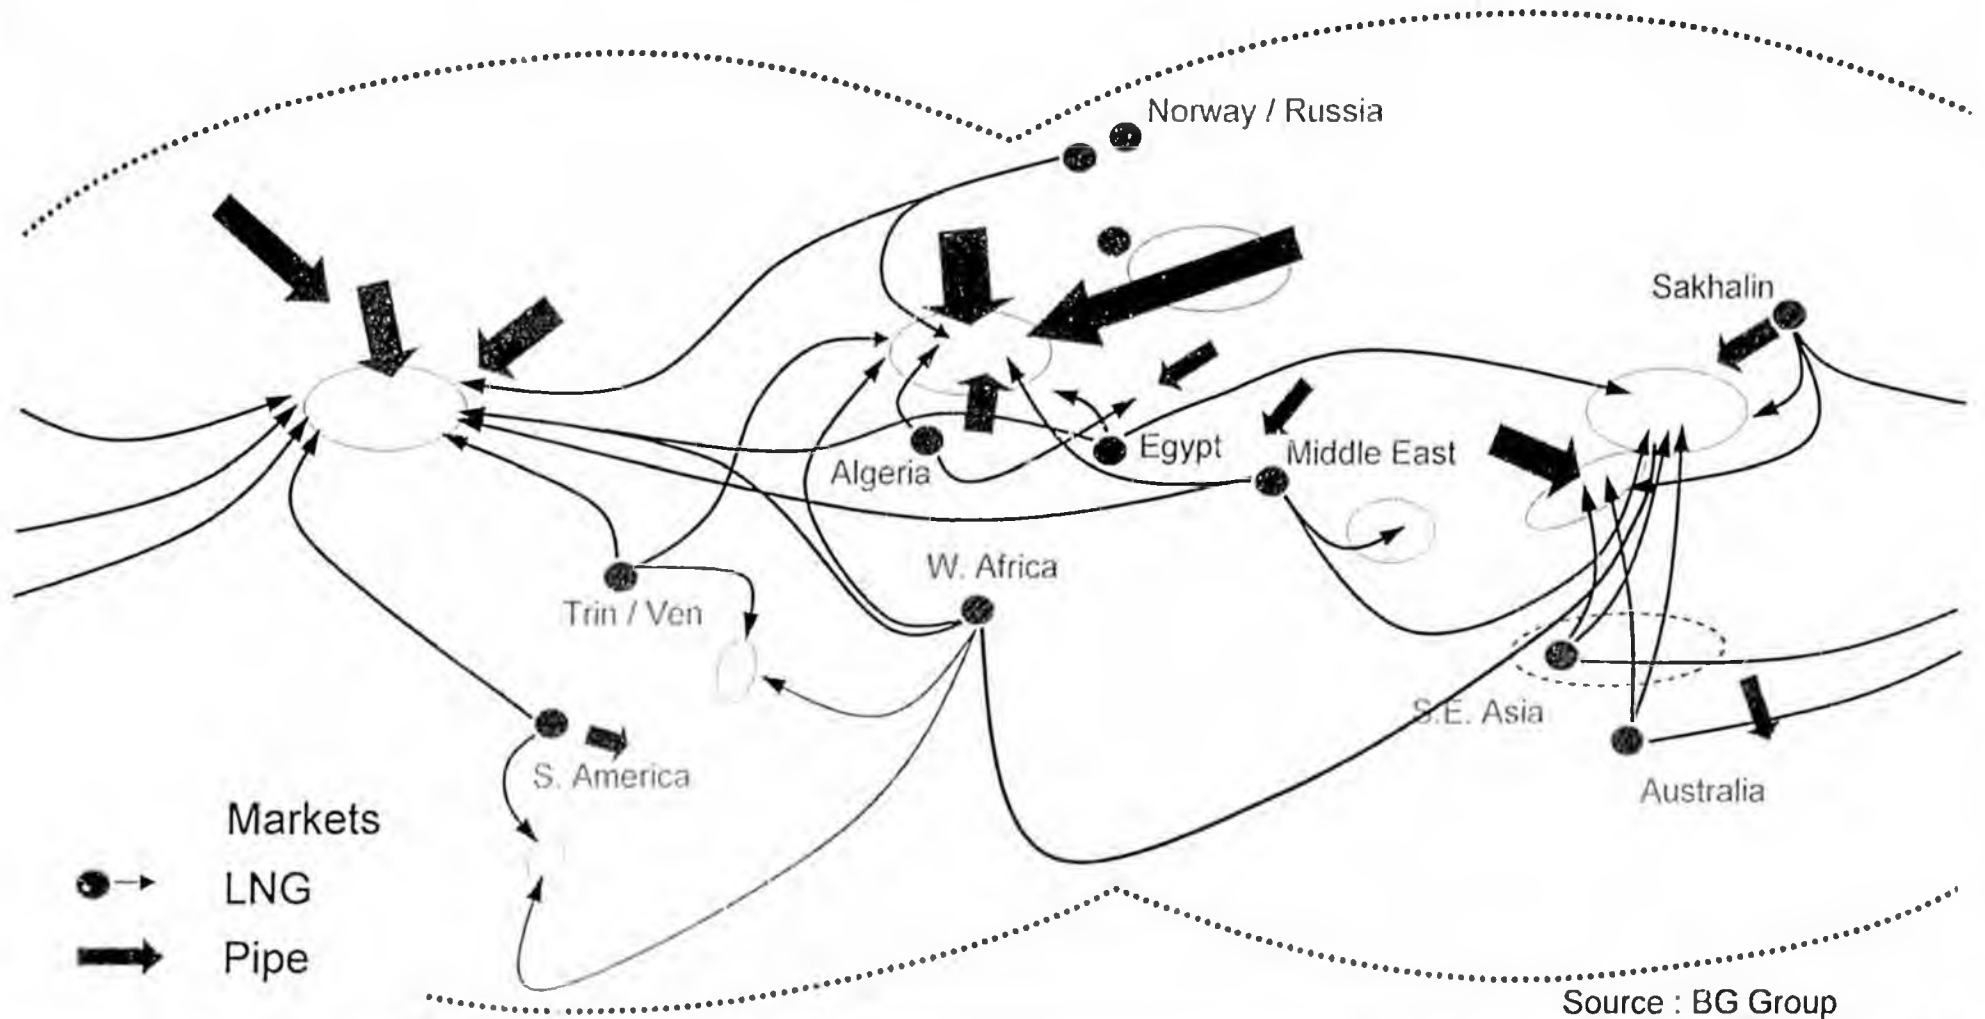 Norway / Russia
Sakhalin
Egypt
Middle East
Algeria
W. Africa
Trin / Ven
S.E. Asia
S. America
Australia
Markets
LNG
Pipe
Source : BG Group